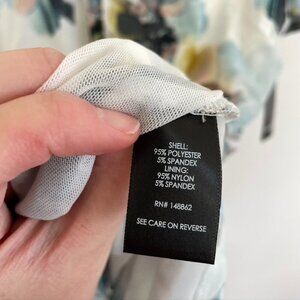 SHELL:
95% POLYESTER
5% SPANDEX
LINING:
95% NYLON
5% SPANDEX
RN# 148862
SEE CARE ON REVERSE